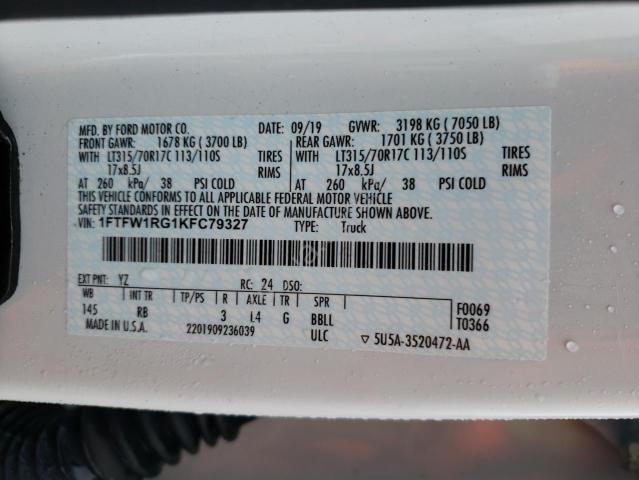 MFD. BY FORD MOTOR CO. DATE: 09/19 GVWR: 3198 KG ( 7050 LB)
FRONT GAWR: 1678 KG ( 3700 LB) REAR GAWR: 1701 KG ( 3750 LB)
WITH LT315/70R17C 113/110S TIRES WITH LT315/70R17C 113/110S TIRES
17x8.5J RIMS 17x8.5J RIMS
AT 260 kPa/ 38 PSI COLD AT 260 kPa/ 38 PSI COLD
THIS VEHICLE CONFORMS TO ALL APPLICABLE FEDERAL MOTOR VEHICLE
SAFETY STANDARDS IN EFFECT ON THE DATE OF MANUFACTURE SHOWN ABOVE.
VIN: 1FTFW1RG1KFC79327 TYPE: Truck
EXT PNT: YZ RC: 24 DSO:
WB INT TR TP/PS R AXLE TR SPR F0069
145 RB 3 L4 G BBLL T0366
MADE IN U.S.A. 2201909236039 ULC ▽ 5U5A-3520472-AA